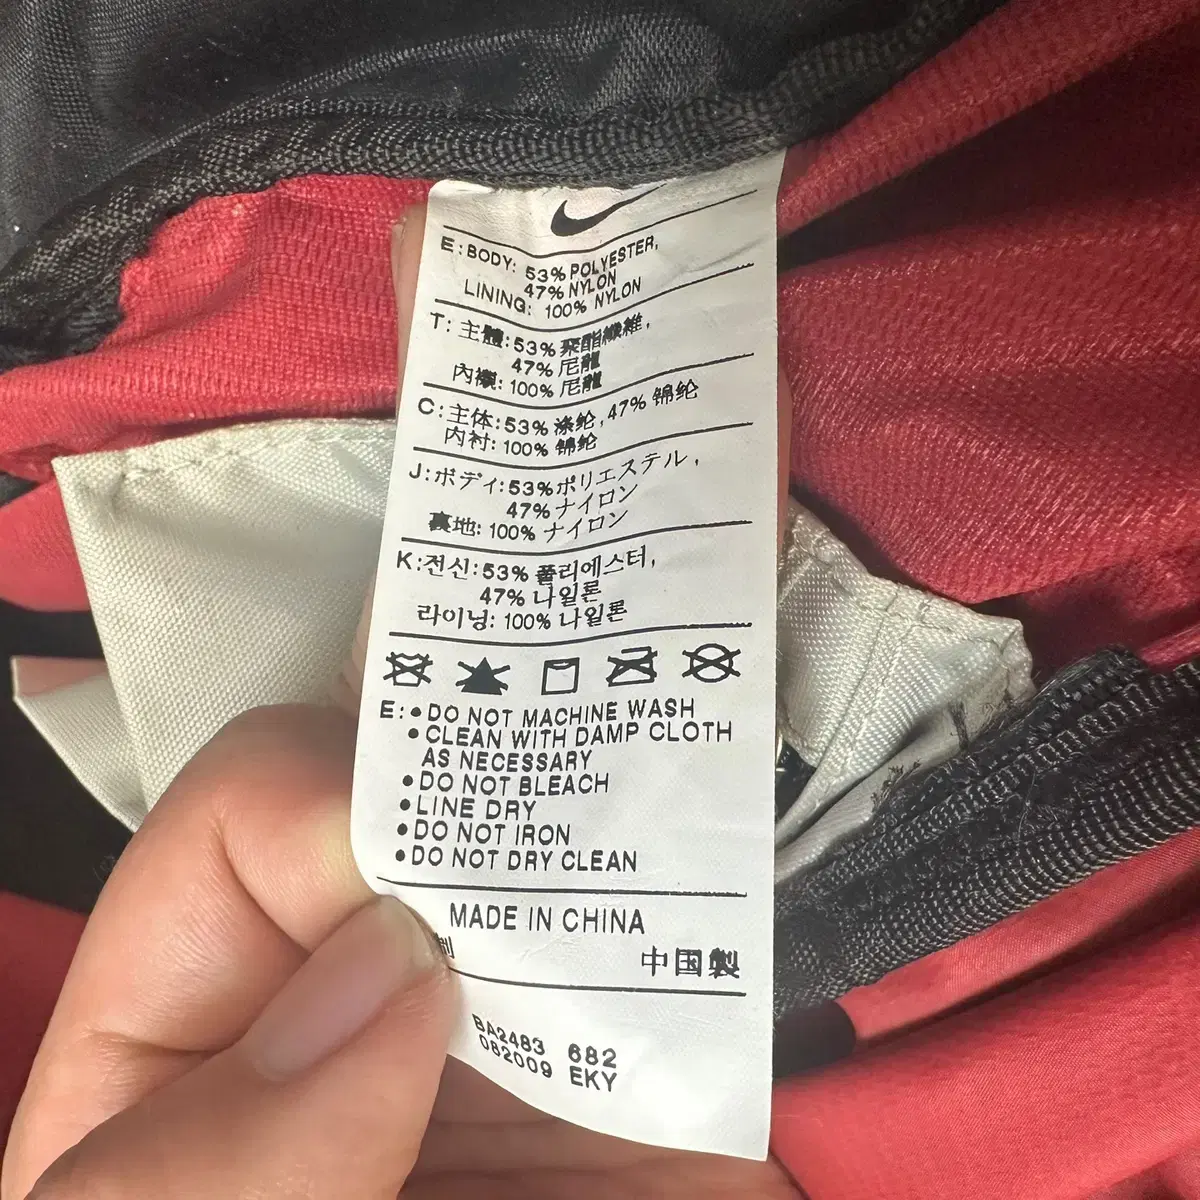 E: BODY: 53% POLYESTER,
47% NYLON
LINING: 100% NYLON
T: 主體: 53% 聚酯纖維,
47% 尼龍
內襯: 100% 尼龍
C: 主体: 53% 涤纶, 47% 锦纶
内衬: 100% 锦纶
J: ボディ: 53% ポリエステル,
47% ナイロン
裏地: 100% ナイロン
K: 전신: 53% 폴리에스터,
47% 나일론
라이닝: 100% 나일론
E: • DO NOT MACHINE WASH
• CLEAN WITH DAMP CLOTH
AS NECESSARY
• DO NOT BLEACH
• LINE DRY
• DO NOT IRON
• DO NOT DRY CLEAN
MADE IN CHINA
制 中国製
BA2483 682
082009 EKY